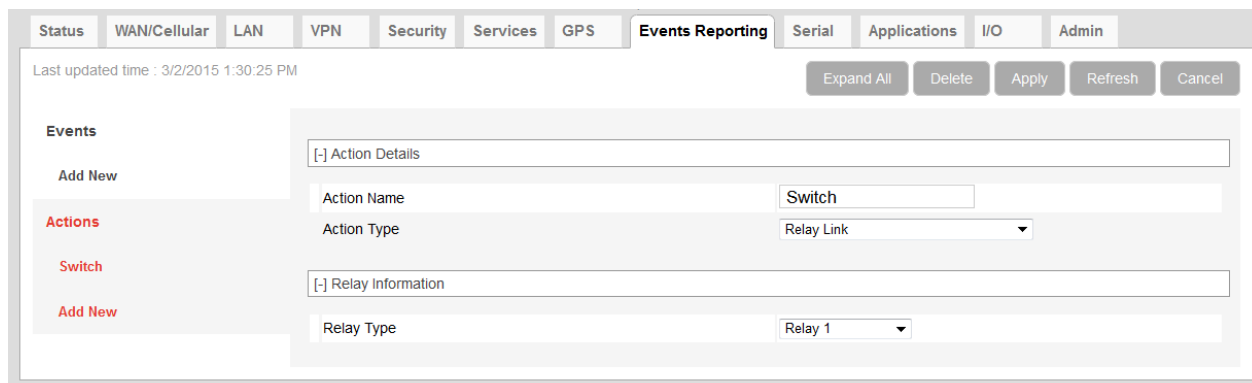 Status WAN/Cellular LAN VPN Security Services GPS Events Reporting Serial Applications I/O Admin
Last updated time : 3/2/2015 1:30:25 PM
Expand All Delete Apply Refresh Cancel
Events
Add New
Actions
Switch
Add New
[-] Action Details
Action Name Switch
Action Type Relay Link
[-] Relay Information
Relay Type Relay 1